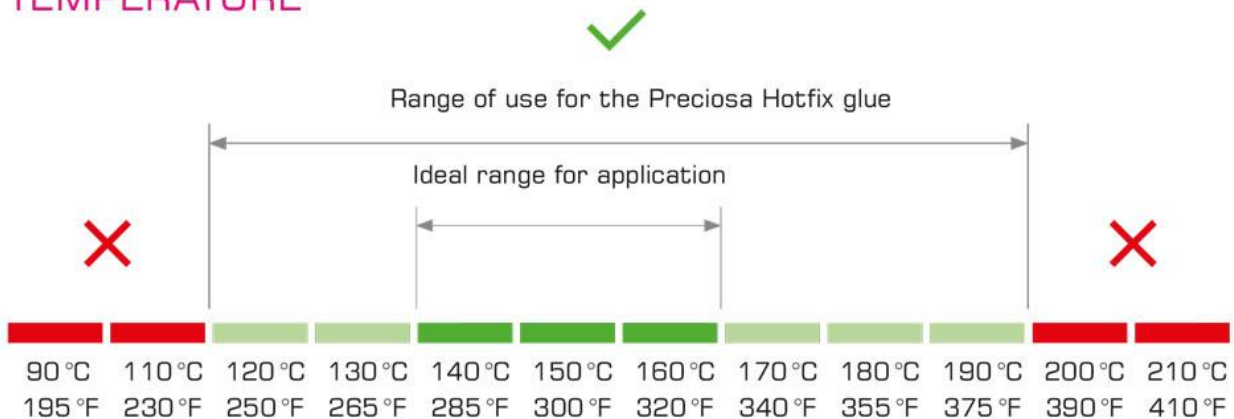 TEMPERATURE
Range of use for the Preciosa Hotfix glue
Ideal range for application
90 °C 110 °C 120 °C 130 °C 140 °C 150 °C 160 °C 170 °C 180 °C 190 °C 200 °C 210 °C
195 °F 230 °F 250 °F 265 °F 285 °F 300 °F 320 °F 340 °F 355 °F 375 °F 390 °F 410 °F